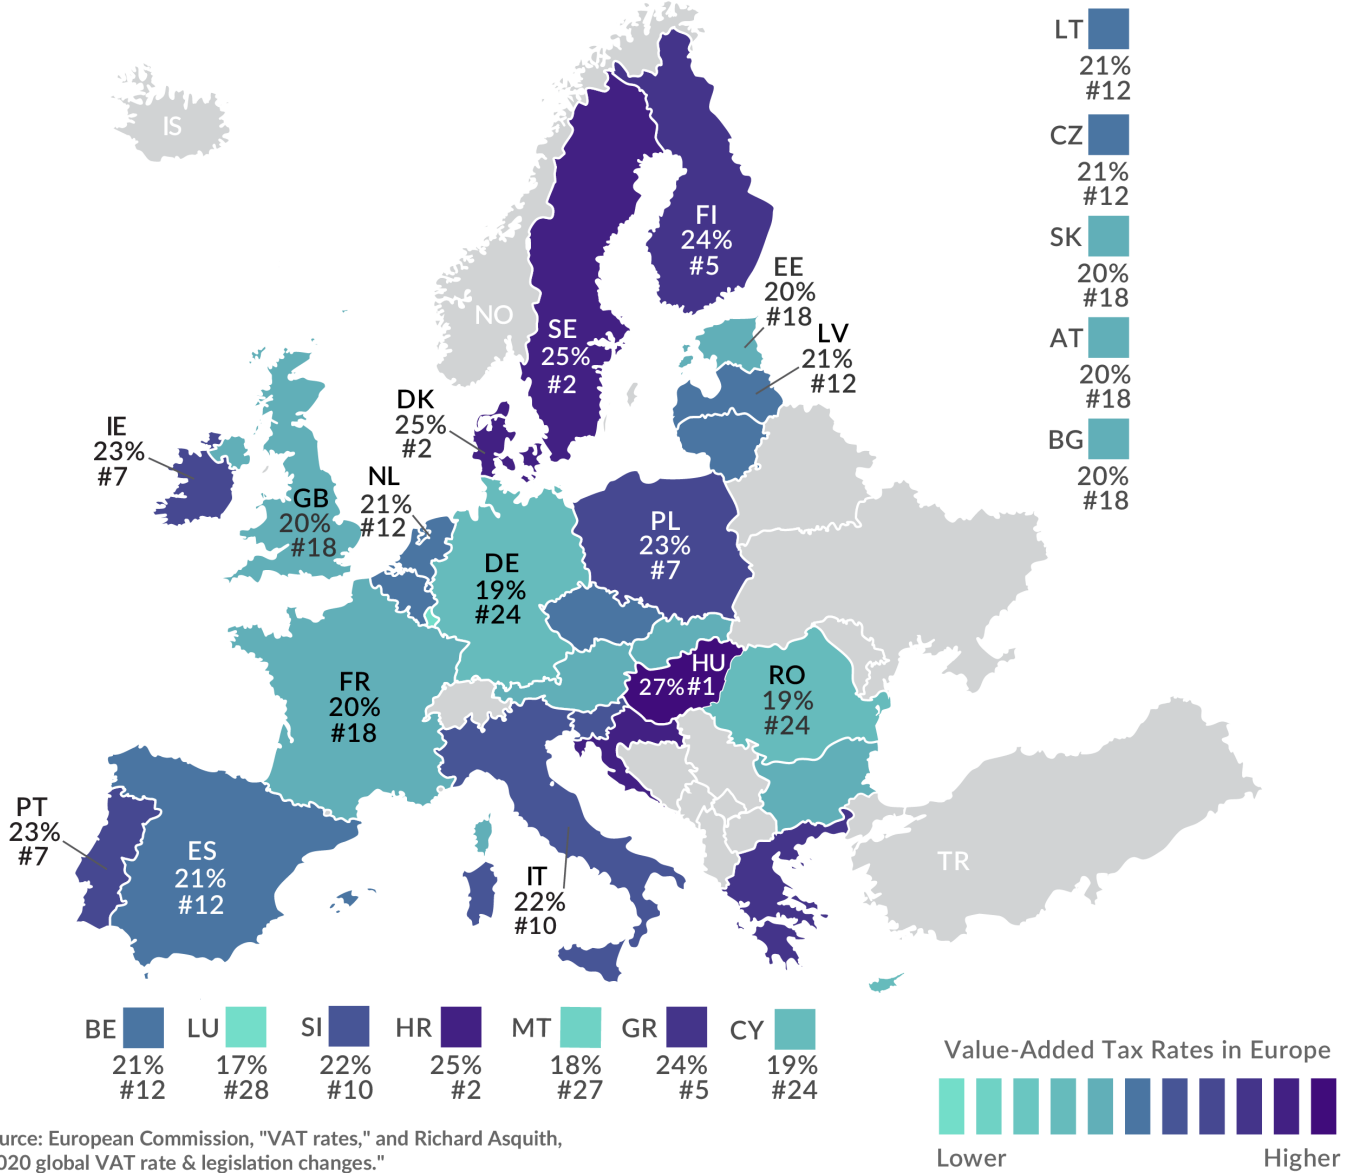 IS
NO
FI
24%
#5
SE
25%
#2
EE
20%
#18
LV
21%
#12
DK
25%
#2
IE
23%
#7
GB
20%
#18
NL
21%
#12
DE
19%
#24
PL
23%
#7
FR
20%
#18
HU
27% #1
RO
19%
#24
PT
23%
#7
ES
21%
#12
IT
22%
#10
TR
LT
21%
#12
CZ
21%
#12
SK
20%
#18
AT
20%
#18
BG
20%
#18
BE
21%
#12
LU
17%
#28
SI
22%
#10
HR
25%
#2
MT
18%
#27
GR
24%
#5
CY
19%
#24
Value-Added Tax Rates in Europe
Lower Higher
urce: European Commission, "VAT rates," and Richard Asquith,
020 global VAT rate & legislation changes."